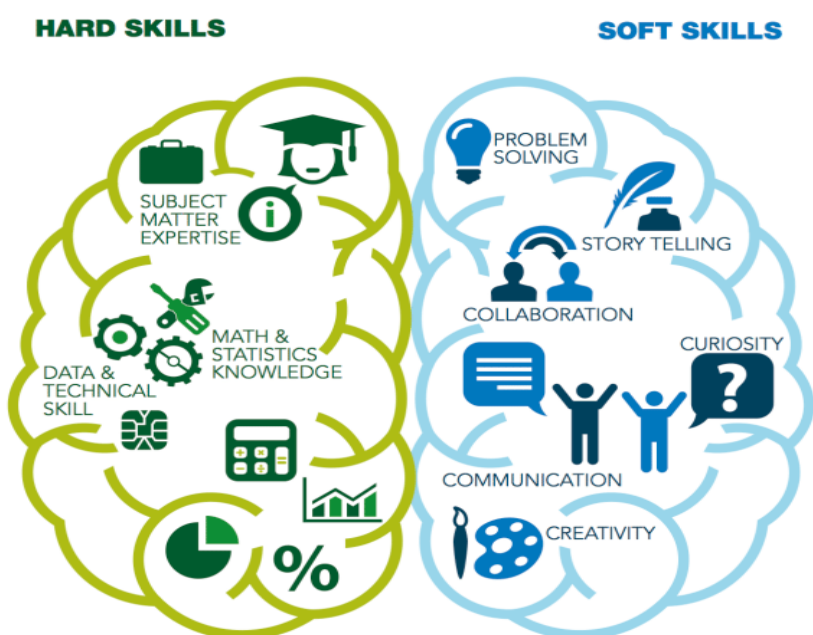 HARD SKILLS
SOFT SKILLS
SUBJECT
MATTER
EXPERTISE
i
MATH &
STATISTICS
KNOWLEDGE
DATA &
TECHNICAL
SKILL
%
PROBLEM
SOLVING
STORY TELLING
COLLABORATION
CURIOSITY
?
COMMUNICATION
CREATIVITY